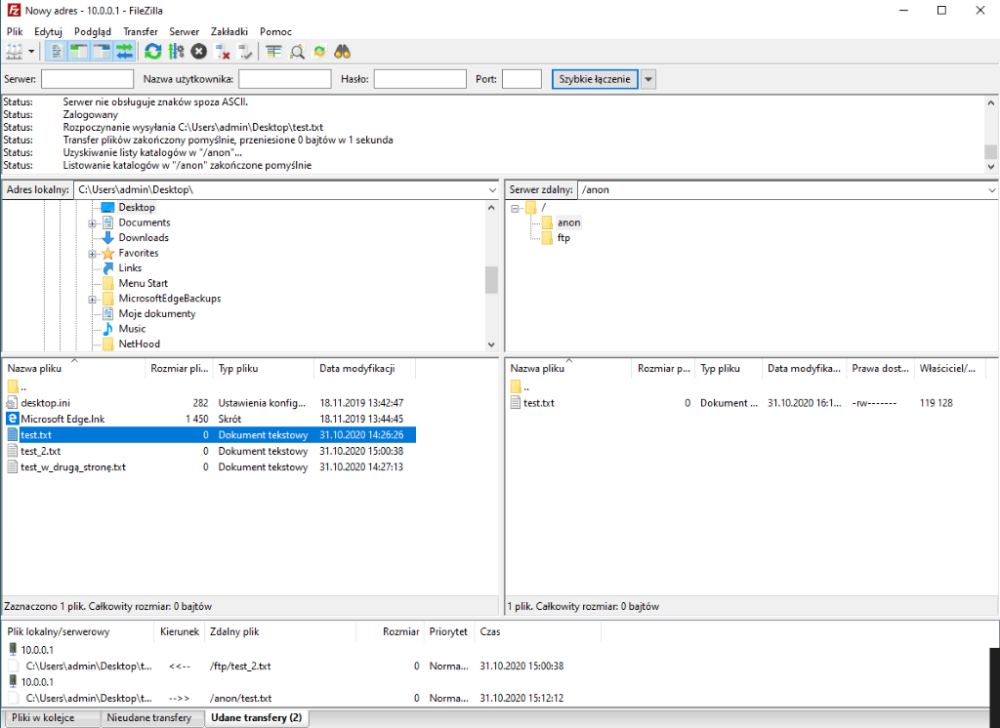 Nowy adres - 10.0.0.1 - FileZilla
Plik Edytuj Podgląd Transfer Serwer Zakładki Pomoc
Serwer: Nazwa użytkownika: Hasło: Port: Szybkie łączenie
Status: Serwer nie obsługuje znaków spoza ASCII.
Status: Zalogowany
Status: Rozpoczynanie wysyłania C:\Users\admin\Desktop\test.txt
Status: Transfer plików zakończony pomyślnie, przeniesione 0 bajtów w 1 sekunda
Status: Uzyskiwanie listy katalogów w "/anon"...
Status: Listowanie katalogów w "/anon" zakończone pomyślnie
Adres lokalny: C:\Users\admin\Desktop\
Desktop
Documents
Downloads
Favorites
Links
Menu Start
MicrosoftEdgeBackups
Moje dokumenty
Music
NetHood
Serwer zdalny: /anon
/
anon
ftp
Nazwa pliku Rozmiar pli... Typ pliku Data modyfikacji
..
desktop.ini 282 Ustawienia konfig... 18.11.2019 13:42:47
Microsoft Edge.lnk 1 450 Skrót 18.11.2019 13:44:45
test.txt 0 Dokument tekstowy 31.10.2020 14:26:26
test_2.txt 0 Dokument tekstowy 31.10.2020 15:00:38
test_w_drugą_stronę.txt 0 Dokument tekstowy 31.10.2020 14:27:13
Zaznaczono 1 plik. Całkowity rozmiar: 0 bajtów
Nazwa pliku Rozmiar p... Typ pliku Data modyfika... Prawa dost... Właściciel/...
..
test.txt 0 Dokument ... 31.10.2020 16:1... -rw------- 119 128
1 plik. Całkowity rozmiar: 0 bajtów
Plik lokalny/serwerowy Kierunek Zdalny plik Rozmiar Priorytet Czas
10.0.0.1
C:\Users\admin\Desktop\t... <<-- /ftp/test_2.txt 0 Norma... 31.10.2020 15:00:38
10.0.0.1
C:\Users\admin\Desktop\t... -->> /anon/test.txt 0 Norma... 31.10.2020 15:12:12
Pliki w kolejce Nieudane transfery Udane transfery (2)